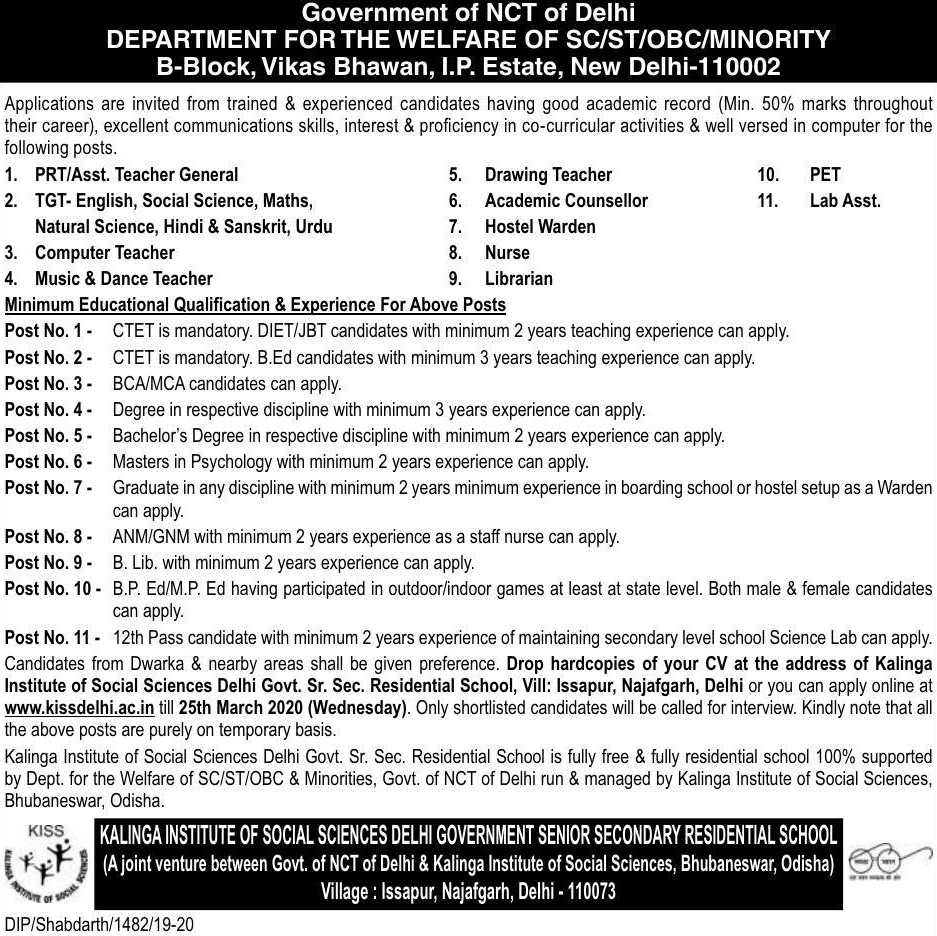 Government of NCT of Delhi
DEPARTMENT FOR THE WELFARE OF SC/ST/OBC/MINORITY
B-Block, Vikas Bhawan, I.P. Estate, New Delhi-110002
Applications are invited from trained & experienced candidates having good academic record (Min. 50% marks throughout
their career), excellent communications skills, interest & proficiency in co-curricular activities & well versed in computer for the
following posts.
1. PRT/Asst. Teacher General
2. TGT- English, Social Science, Maths,
Natural Science, Hindi & Sanskrit, Urdu
3. Computer Teacher
4. Music & Dance Teacher
5. Drawing Teacher
6. Academic Counsellor
7. Hostel Warden
8. Nurse
9. Librarian
10. PET
11. Lab Asst.
Minimum Educational Qualification & Experience For Above Posts
Post No. 1 - CTET is mandatory. DIET/JBT candidates with minimum 2 years teaching experience can apply.
Post No. 2 - CTET is mandatory. B.Ed candidates with minimum 3 years teaching experience can apply.
Post No. 3 - BCA/MCA candidates can apply.
Post No. 4 - Degree in respective discipline with minimum 3 years experience can apply.
Post No. 5 - Bachelor's Degree in respective discipline with minimum 2 years experience can apply.
Post No. 6 - Masters in Psychology with minimum 2 years experience can apply.
Post No. 7 - Graduate in any discipline with minimum 2 years minimum experience in boarding school or hostel setup as a Warden
can apply.
Post No. 8 - ANM/GNM with minimum 2 years experience as a staff nurse can apply.
Post No. 9 - B. Lib. with minimum 2 years experience can apply.
Post No. 10 - B.P. Ed/M.P. Ed having participated in outdoor/indoor games at least at state level. Both male & female candidates
can apply.
Post No. 11 - 12th Pass candidate with minimum 2 years experience of maintaining secondary level school Science Lab can apply.
Candidates from Dwarka & nearby areas shall be given preference. Drop hardcopies of your CV at the address of Kalinga
Institute of Social Sciences Delhi Govt. Sr. Sec. Residential School, Vill: Issapur, Najafgarh, Delhi or you can apply online at
www.kissdelhi.ac.in till 25th March 2020 (Wednesday). Only shortlisted candidates will be called for interview. Kindly note that all
the above posts are purely on temporary basis.
Kalinga Institute of Social Sciences Delhi Govt. Sr. Sec. Residential School is fully free & fully residential school 100% supported
by Dept. for the Welfare of SC/ST/OBC & Minorities, Govt. of NCT of Delhi run & managed by Kalinga Institute of Social Sciences,
Bhubaneswar, Odisha.
KISS
KALINGA INSTITUTE OF SOCIAL SCIENCES
KALINGA INSTITUTE OF SOCIAL SCIENCES DELHI GOVERNMENT SENIOR SECONDARY RESIDENTIAL SCHOOL
(A joint venture between Govt. of NCT of Delhi & Kalinga Institute of Social Sciences, Bhubaneswar, Odisha)
Village : Issapur, Najafgarh, Delhi - 110073
DIP/Shabdarth/1482/19-20